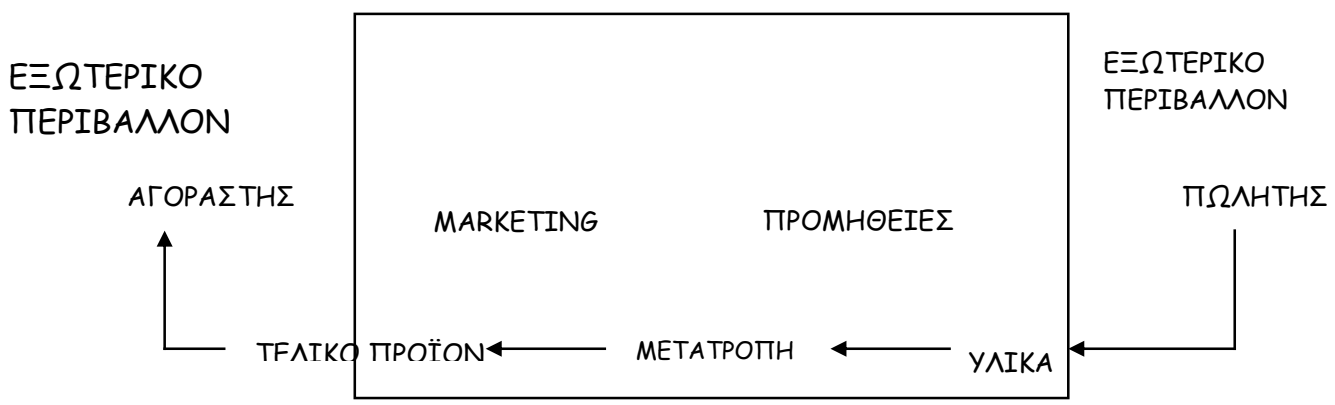 ΕΞΩΤΕΡΙΚΟ
ΠΕΡΙΒΑΛΛΟΝ
ΕΞΩΤΕΡΙΚΟ
ΠΕΡΙΒΑΛΛΟΝ
ΑΓΟΡΑΣΤΗΣ
MARKETING
ΠΡΟΜΗΘΕΙΕΣ
ΠΩΛΗΤΗΣ
ΤΕΛΙΚΟ ΠΡΟΪΟΝ
ΜΕΤΑΤΡΟΠΗ
ΥΛΙΚΑ